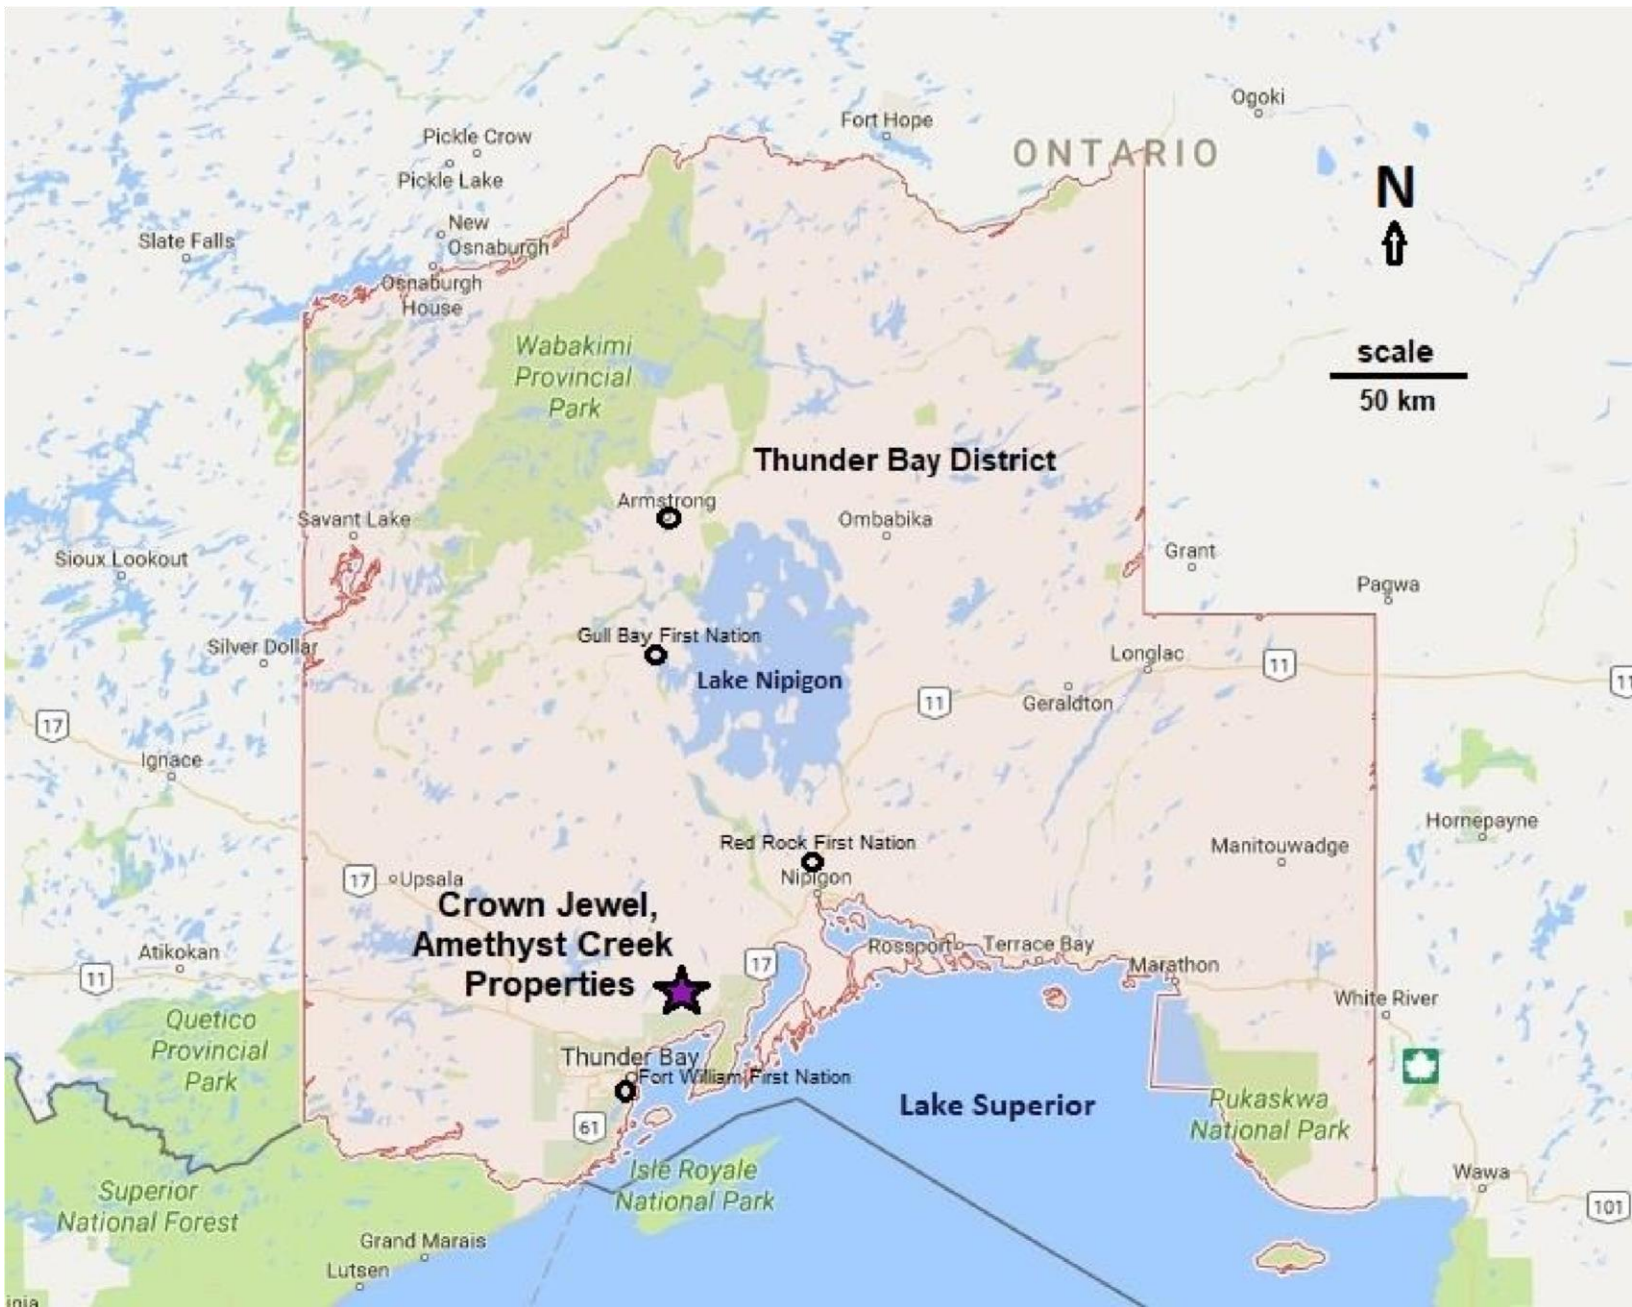 Ogoki
Fort Hope
ONTARIO
Pickle Crow
Pickle Lake
N
New
Osnaburgh
Slate Falls
Osnaburgh
House
Wabakimi
Provincial
Park
scale
50 km
Thunder Bay District
Armstrong
Savant Lake
Ombabika
Sioux Lookout
Grant
Pagwa
Gull Bay First Nation
Silver Dollar
Longlac
11
11
Lake Nipigon
11
Geraldton
17
Ignace
Hornepayne
Red Rock First Nation
Manitouwadge
Nipigon
17
Upsala
Crown Jewel,
Amethyst Creek
Properties
Atikokan
11
17
Rossport
Terrace Bay
Marathon
White River
Quetico
Provincial
Park
Thunder Bay
Fort William First Nation
Lake Superior
61
Pukaskwa
National Park
Isle Royale
National Park
Wawa
101
Superior
National Forest
Grand Marais
Lutsen
inia